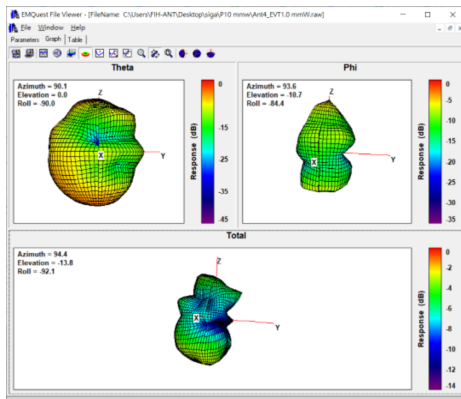 EMQuest File Viewer - [FileName: C:\Users\FIH-ANT\Desktop\siga\P10 mmw\Ant4_EVT1.0 mmW.raw]
File Window Help
Parameters Graph Table
Theta
Azimuth = 90.1
Elevation = 0.0
Roll = -90.0
Z
Y
X
Response (dB)
0
-15
-25
-35
-45
Phi
Azimuth = 93.6
Elevation = -10.7
Roll = -84.4
Z
Y
X
Response (dB)
0
-5
-10
-15
-20
-25
-30
-35
Total
Azimuth = 94.4
Elevation = -13.8
Roll = -92.1
Z
Y
X
Response (dB)
0
-2
-4
-6
-8
-10
-12
-14